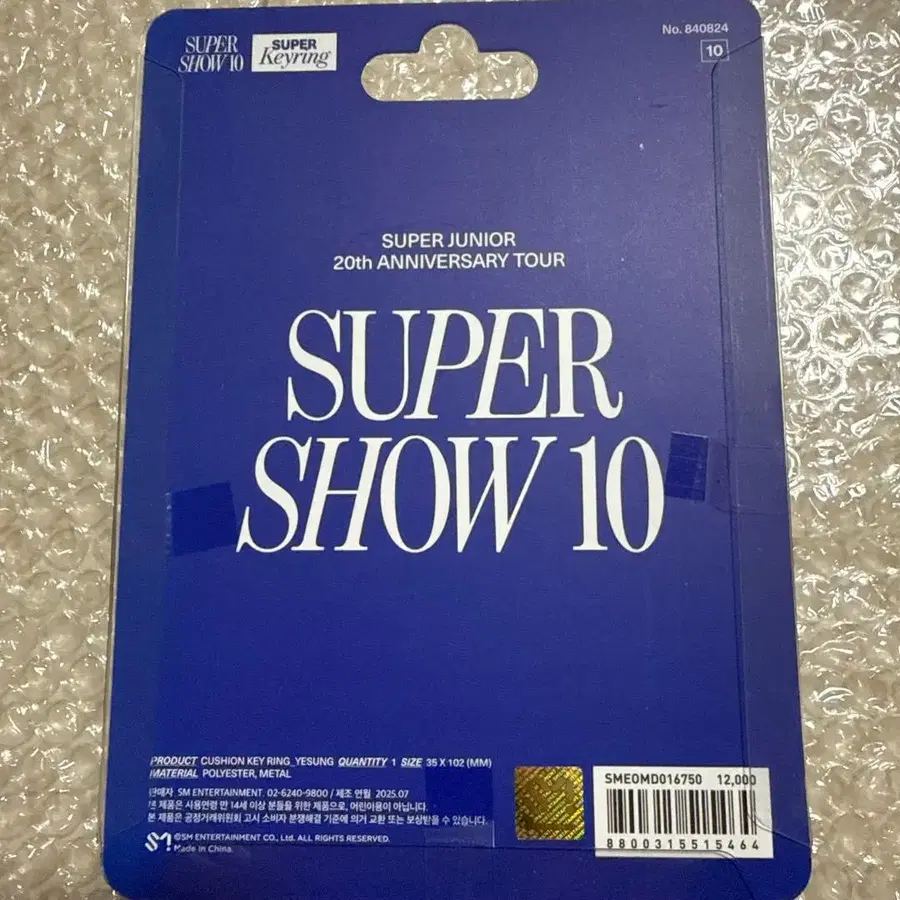 SUPER
SHOW 10
SUPER
Keyring
No. 840824
10
SUPER JUNIOR
20th ANNIVERSARY TOUR
SUPER
SHOW 10
PRODUCT CUSHION KEY RING_YESUNG QUANTITY 1 SIZE 35 X 102 (MM)
MATERIAL POLYESTER, METAL
판매자 SM ENTERTAINMENT. 02-6240-9800 / 제조 연월 2025.07
본 제품은 사용연령 만 14세 이상 분들을 위한 제품으로, 어린이용이 아닙니다.
본 제품은 공정거래위원회 고시 소비자 분쟁해결 기준에 의거 교환 또는 보상받을 수 있습니다.
SM
©SM ENTERTAINMENT CO., Ltd. ALL RIGHTS RESERVED.
Made in China.
SMEOMD016750 12,000
8800315515464